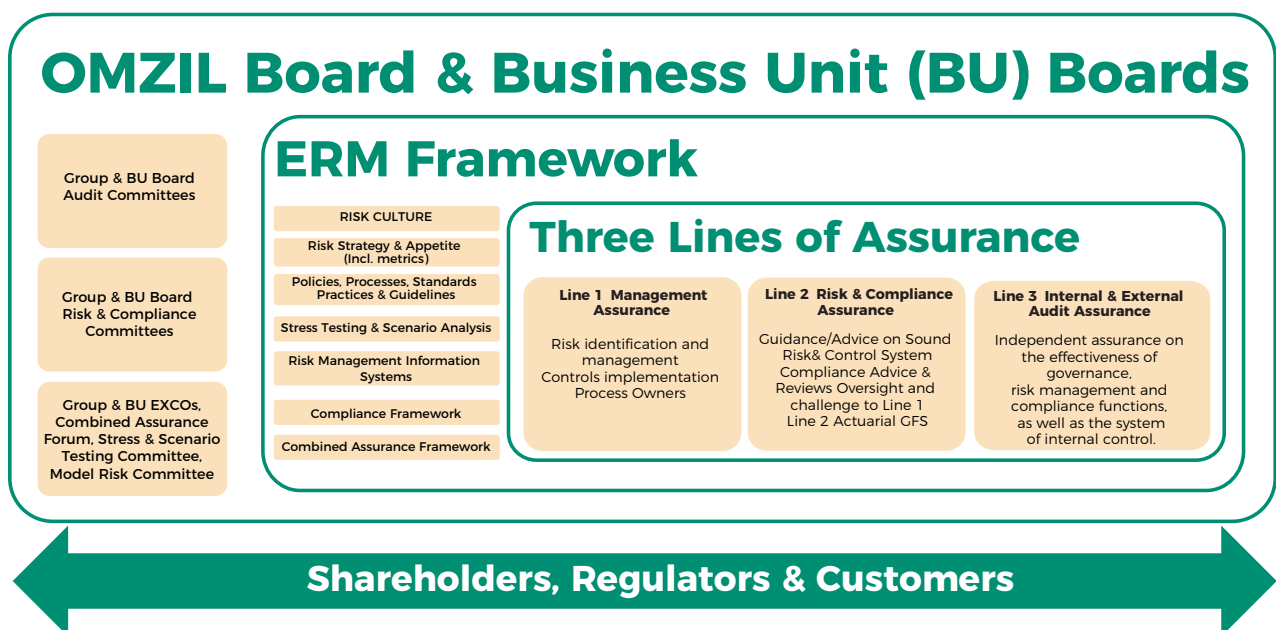 OMZIL Board & Business Unit (BU) Boards
Group & BU Board
Audit Committees
Group & BU Board
Risk & Compliance
Committees
Group & BU EXCOs,
Combined Assurance
Forum, Stress & Scenario
Testing Committee,
Model Risk Committee
ERM Framework
RISK CULTURE
Risk Strategy & Appetite
(Incl. metrics)
Policies, Processes, Standards
Practices & Guidelines
Stress Testing & Scenario Analysis
Risk Management Information
Systems
Compliance Framework
Combined Assurance Framework
Three Lines of Assurance
Line 1 Management
Assurance
Risk identification and
management
Controls implementation
Process Owners
Line 2 Risk & Compliance
Assurance
Guidance/Advice on Sound
Risk& Control System
Compliance Advice &
Reviews Oversight and
challenge to Line 1
Line 2 Actuarial GFS
Line 3 Internal & External
Audit Assurance
Independent assurance on
the effectiveness of
governance,
risk management and
compliance functions,
as well as the system
of internal control.
Shareholders, Regulators & Customers